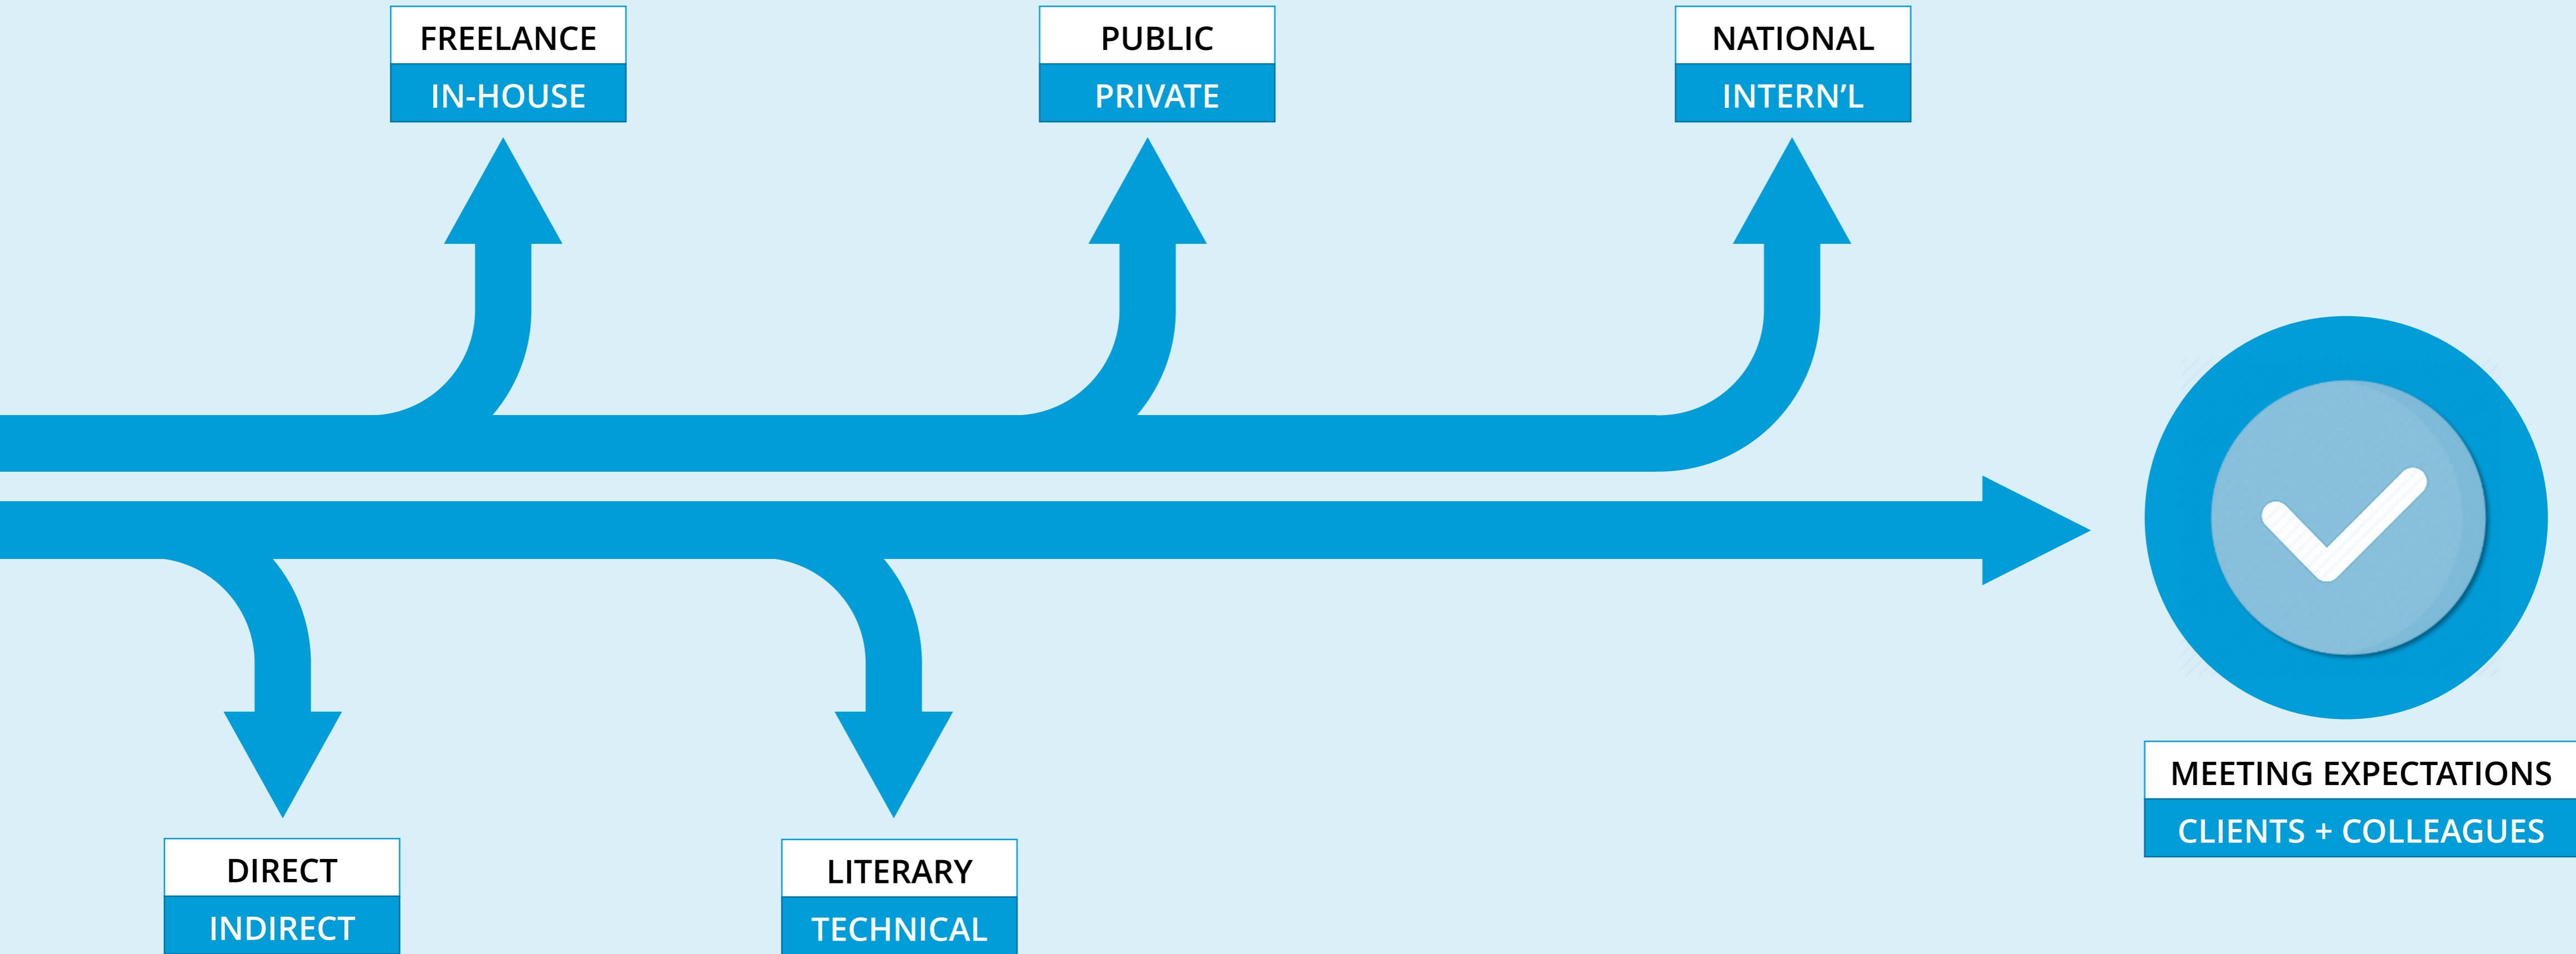 FREELANCE
IN-HOUSE
PUBLIC
PRIVATE
NATIONAL
INTERN’L
MEETING EXPECTATIONS
CLIENTS + COLLEAGUES
DIRECT
INDIRECT
LITERARY
TECHNICAL